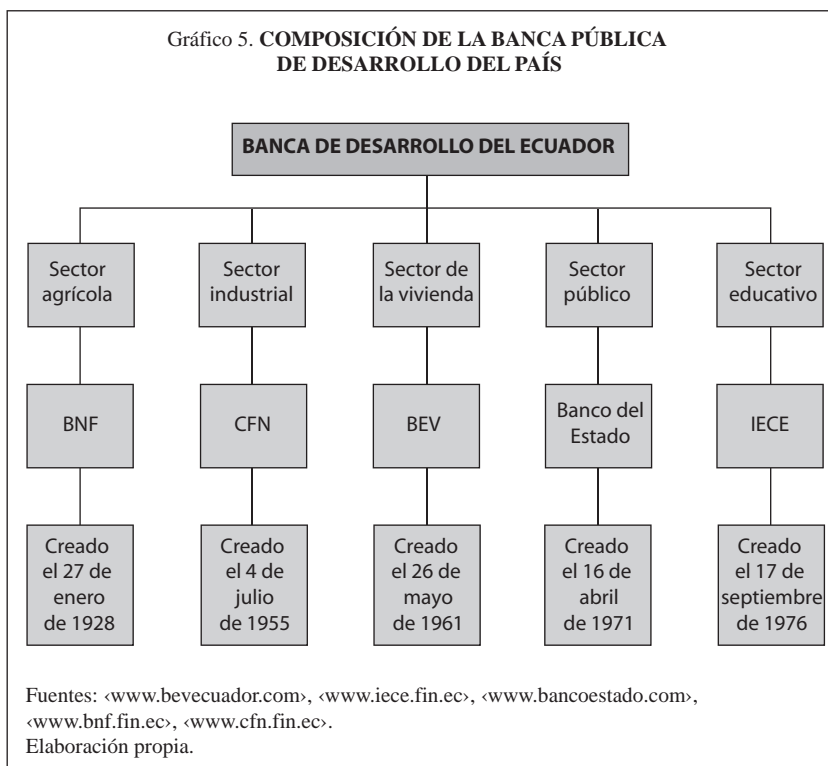 Gráfico 5. COMPOSICIÓN DE LA BANCA PÚBLICA
DE DESARROLLO DEL PAÍS
BANCA DE DESARROLLO DEL ECUADOR
Sector
agrícola
Sector
industrial
Sector de
la vivienda
Sector
público
Sector
educativo
BNF
CFN
BEV
Banco del
Estado
IECE
Creado
el 27 de
enero
de 1928
Creado
el 4 de
julio
de 1955
Creado
el 26 de
mayo
de 1961
Creado
el 16 de
abril
de 1971
Creado
el 17 de
septiembre
de 1976
Fuentes: ‹www.bevecuador.com›, ‹www.iece.fin.ec›, ‹www.bancoestado.com›,
‹www.bnf.fin.ec›, ‹www.cfn.fin.ec›.
Elaboración propia.